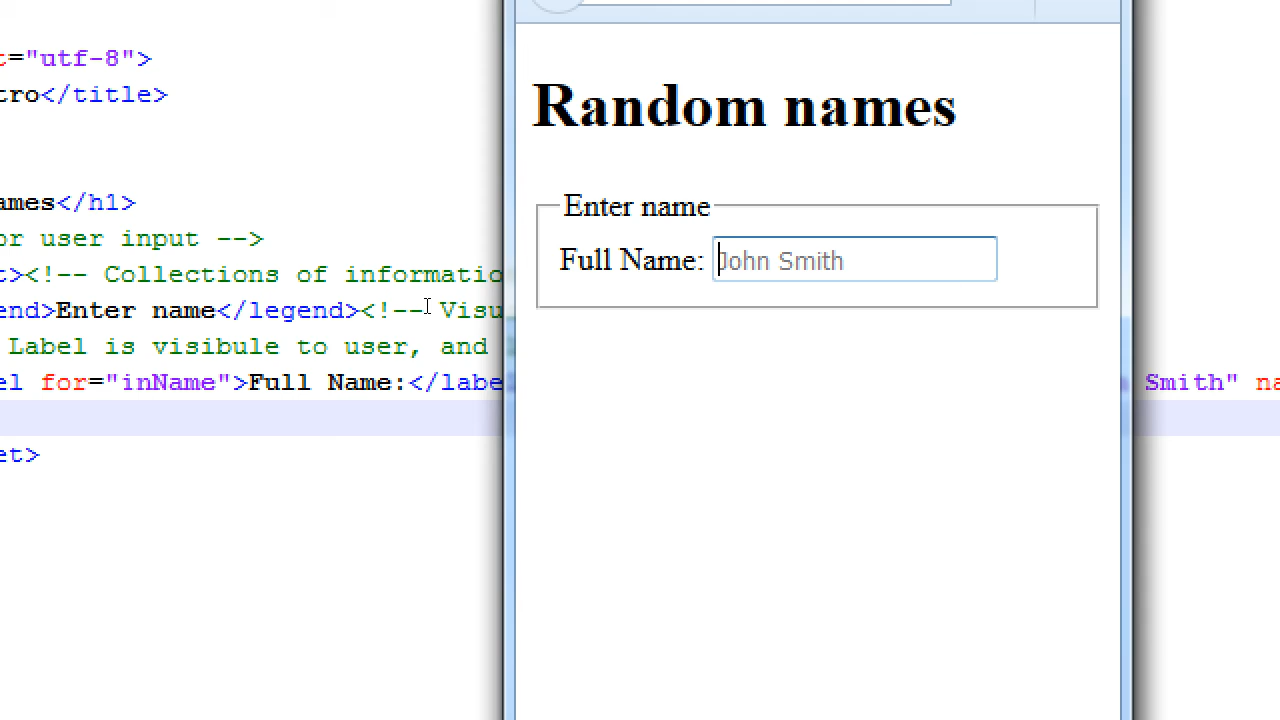 t="utf-8">
tro</title>
ames</h1>
or user input -->
t><!-- Collections of informatio
end>Enter name</legend><!-- Visu
Label is visibule to user, and
el for="inName">Full Name:</labe
Smith" na
et>
Random names
Enter name
Full Name: John Smith